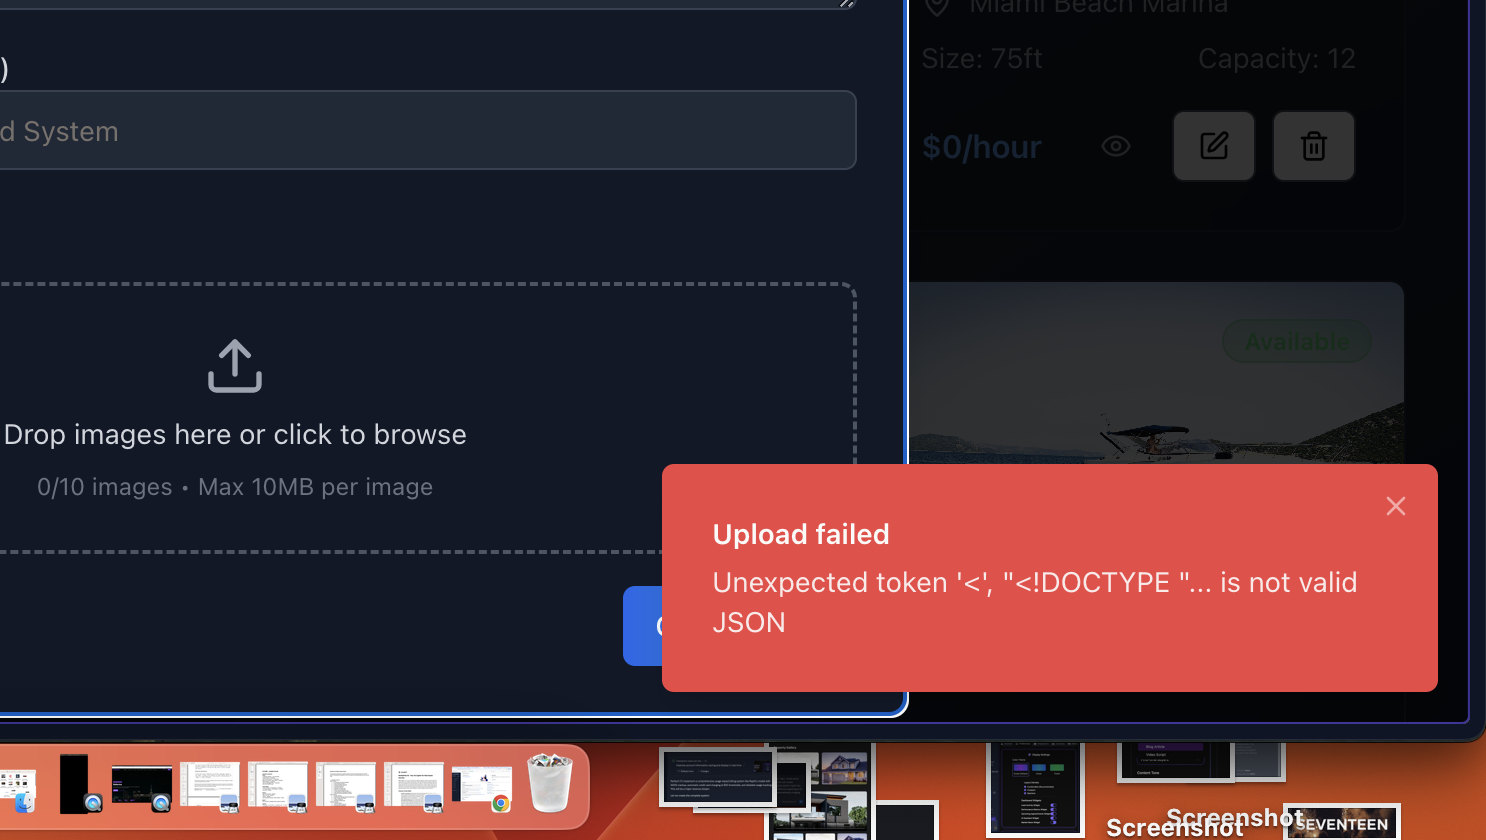 Miami Beach Marina
)
Size: 75ft
Capacity: 12
d System
$0/hour
Available
Drop images here or click to browse
0/10 images • Max 10MB per image
Upload failed
Unexpected token '<', "<!DOCTYPE "... is not valid
JSON
Screenshot
Screenshot
SEVENTEEN